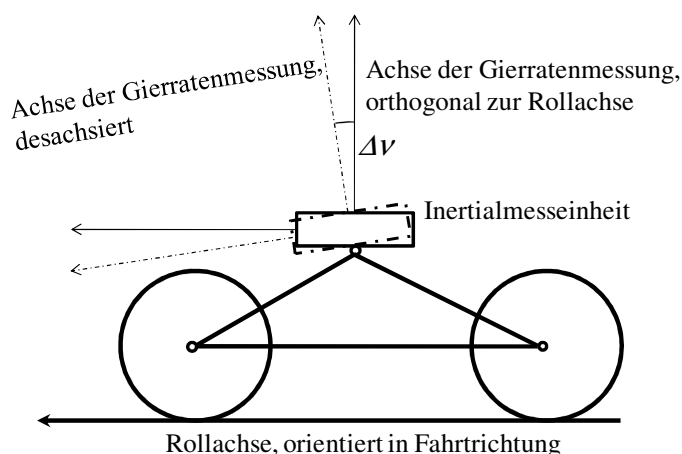 Achse der Gierratenmessung,
desachsiert
Achse der Gierratenmessung,
orthogonal zur Rollachse
Δν
Inertialmesseinheit
Rollachse, orientiert in Fahrtrichtung